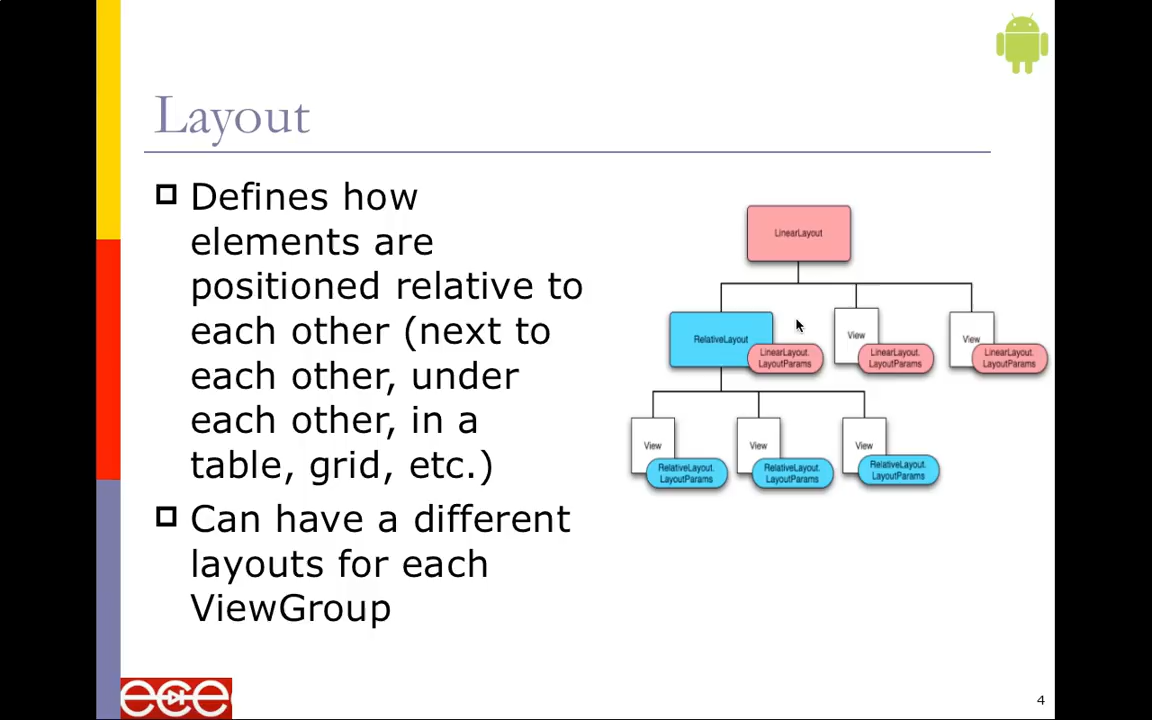 Layout
Defines how
elements are
positioned relative to
each other (next to
each other, under
each other, in a
table, grid, etc.)
Can have a different
layouts for each
ViewGroup
LinearLayout
RelativeLayout
LinearLayout.
LayoutParams
View
LinearLayout.
LayoutParams
View
LinearLayout.
LayoutParams
View
RelativeLayout.
LayoutParams
View
RelativeLayout.
LayoutParams
View
RelativeLayout.
LayoutParams
ece
4